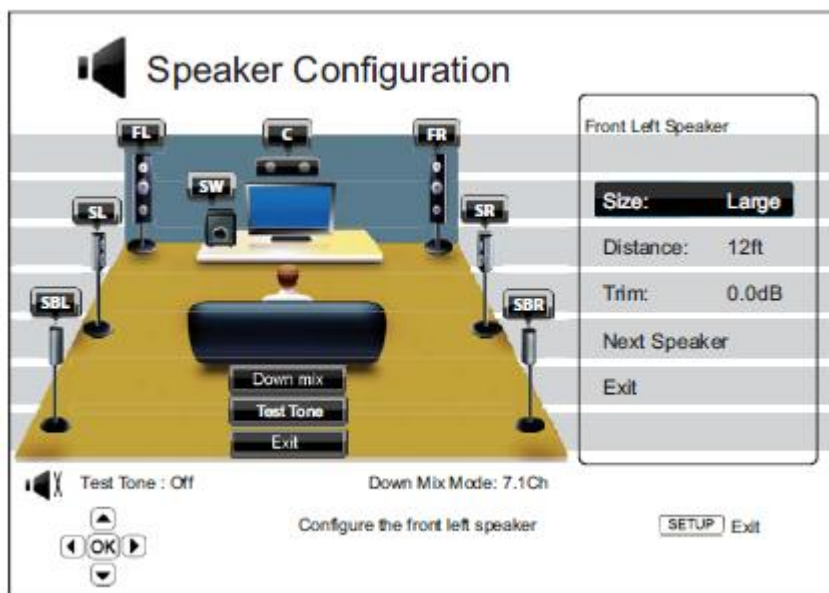 Speaker Configuration
FL
C
FR
SW
SL
SR
SBL
SBR
Down mix
Test Tone
Exit
Front Left Speaker
Size: Large
Distance: 12ft
Trim: 0.0dB
Next Speaker
Exit
Test Tone : Off
Down Mix Mode: 7.1Ch
OK
Configure the front left speaker
SETUP Exit